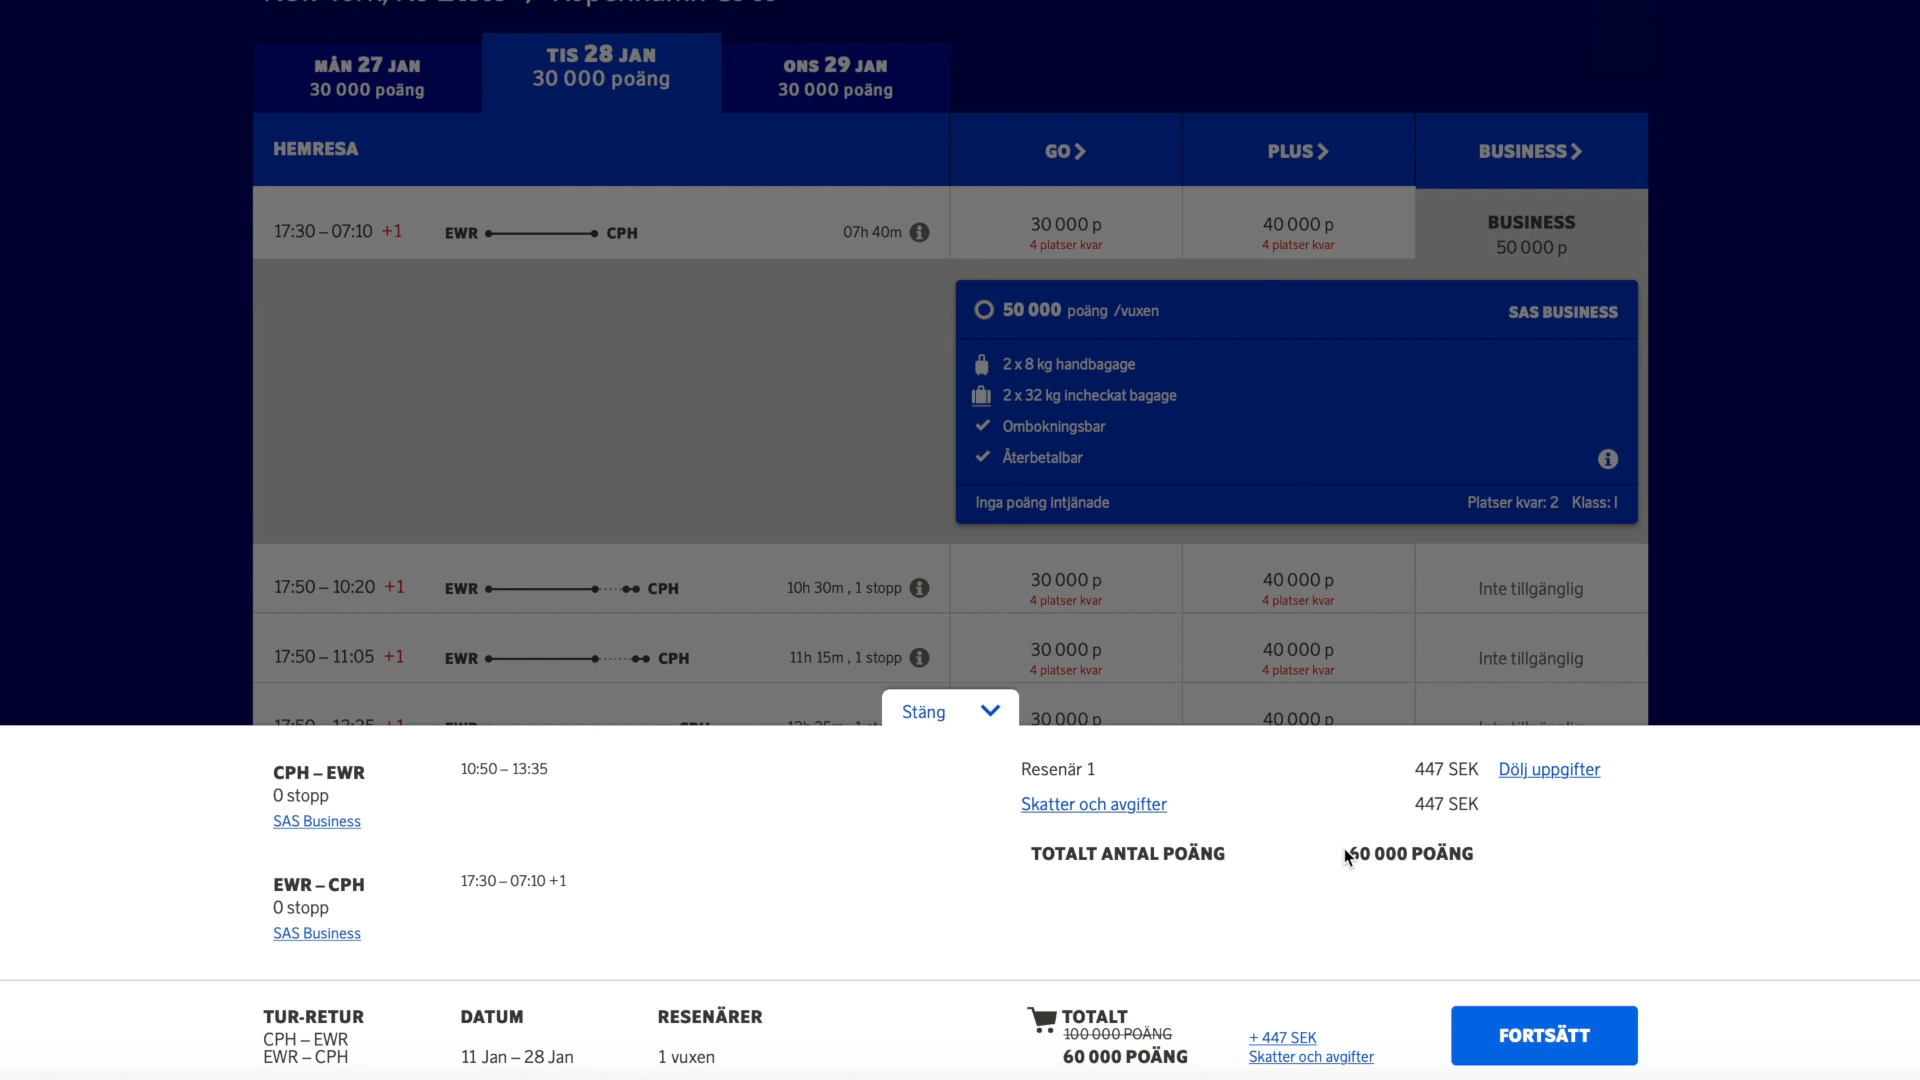 MÅN 27 JAN
30 000 poäng
TIS 28 JAN
30 000 poäng
ONS 29 JAN
30 000 poäng
HEMRESA
GO
PLUS
BUSINESS
17:30 – 07:10 +1
EWR
CPH
07h 40m
30 000 p
4 platser kvar
40 000 p
4 platser kvar
BUSINESS
50 000 p
50 000 poäng /vuxen
SAS BUSINESS
2 x 8 kg handbagage
2 x 32 kg incheckat bagage
Ombokningsbar
Återbetalbar
Inga poäng intjänade
Platser kvar: 2 Klass: I
17:50 – 10:20 +1
EWR
CPH
10h 30m , 1 stopp
30 000 p
4 platser kvar
40 000 p
4 platser kvar
Inte tillgänglig
17:50 – 11:05 +1
EWR
CPH
11h 15m , 1 stopp
30 000 p
4 platser kvar
40 000 p
4 platser kvar
Inte tillgänglig
30 000 p
40 000 p
Stäng
CPH – EWR
0 stopp
SAS Business
10:50 – 13:35
EWR – CPH
0 stopp
SAS Business
17:30 – 07:10 +1
Resenär 1
447 SEK
Dölj uppgifter
Skatter och avgifter
447 SEK
TOTALT ANTAL POÄNG
60 000 POÄNG
TUR-RETUR
CPH – EWR
EWR – CPH
DATUM
11 Jan – 28 Jan
RESENÄRER
1 vuxen
TOTALT
100 000 POÄNG
60 000 POÄNG
+ 447 SEK
Skatter och avgifter
FORTSÄTT